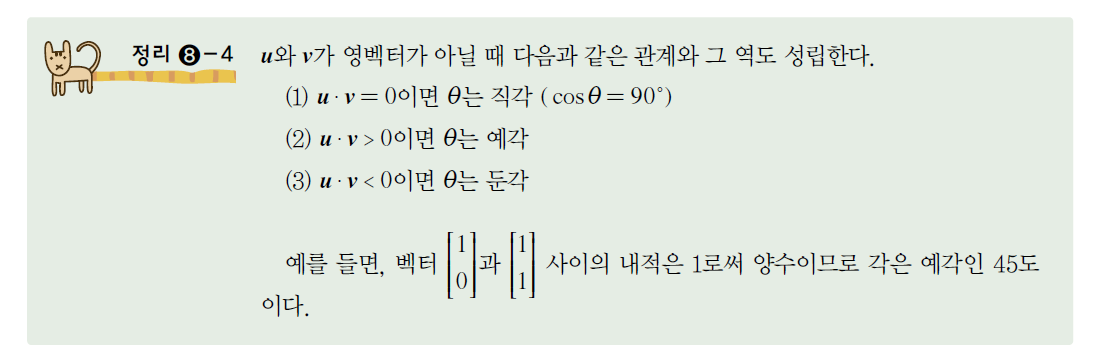 정리 ❽-4 u와 v가 영벡터가 아닐 때 다음과 같은 관계와 그 역도 성립한다.
(1) u · v = 0이면 θ는 직각 ( cos θ = 90°)
(2) u · v > 0이면 θ는 예각
(3) u · v < 0이면 θ는 둔각
예를 들면, 벡터 [1 0]과 [1 1] 사이의 내적은 1로써 양수이므로 각은 예각인 45도
이다.